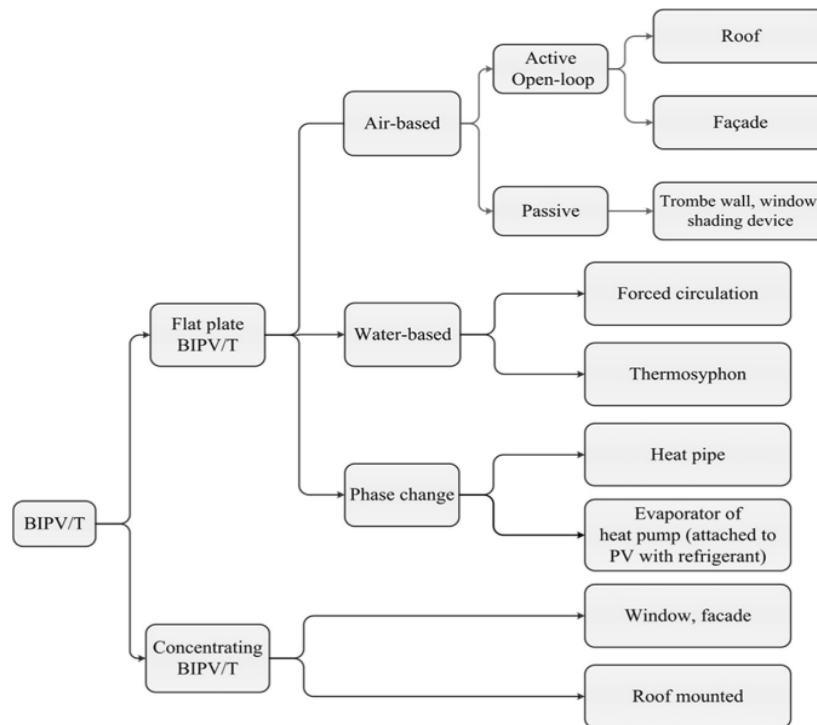 Roof
Active
Open-loop
Air-based
Façade
Passive
Trombe wall, window
shading device
Forced circulation
Flat plate
BIPV/T
Water-based
Thermosyphon
Heat pipe
Phase change
BIPV/T
Evaporator of
heat pump (attached to
PV with refrigerant)
Window, facade
Concentrating
BIPV/T
Roof mounted